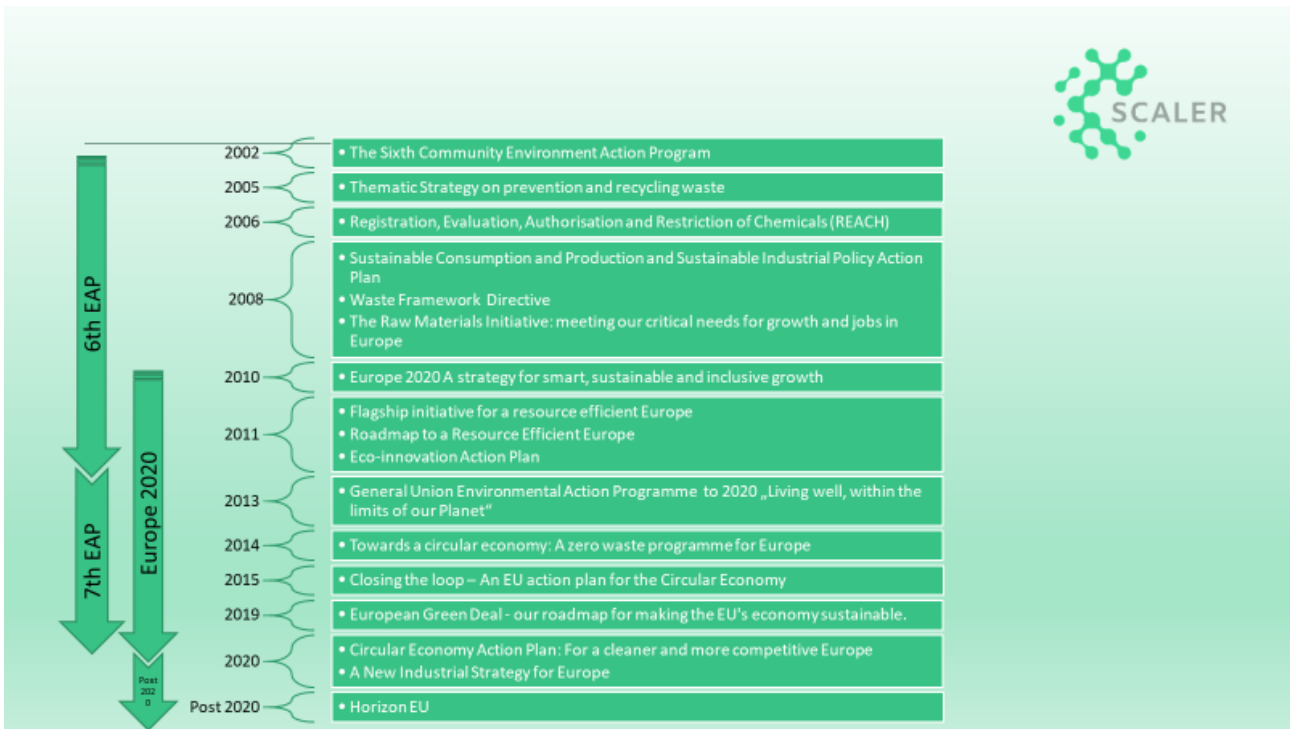 SCALER
2002
• The Sixth Community Environment Action Program
2005
• Thematic Strategy on prevention and recycling waste
2006
• Registration, Evaluation, Authorisation and Restriction of Chemicals (REACH)
2008
• Sustainable Consumption and Production and Sustainable Industrial Policy Action
Plan
• Waste Framework Directive
• The Raw Materials Initiative: meeting our critical needs for growth and jobs in
Europe
2010
• Europe 2020 A strategy for smart, sustainable and inclusive growth
2011
• Flagship initiative for a resource efficient Europe
• Roadmap to a Resource Efficient Europe
• Eco-innovation Action Plan
2013
• General Union Environmental Action Programme to 2020 „Living well, within the
limits of our Planet“
2014
• Towards a circular economy: A zero waste programme for Europe
2015
• Closing the loop – An EU action plan for the Circular Economy
2019
• European Green Deal - our roadmap for making the EU's economy sustainable.
2020
• Circular Economy Action Plan: For a cleaner and more competitive Europe
• A New Industrial Strategy for Europe
Post 2020
• Horizon EU
6th EAP
7th EAP
Europe 2020
Post
202
0